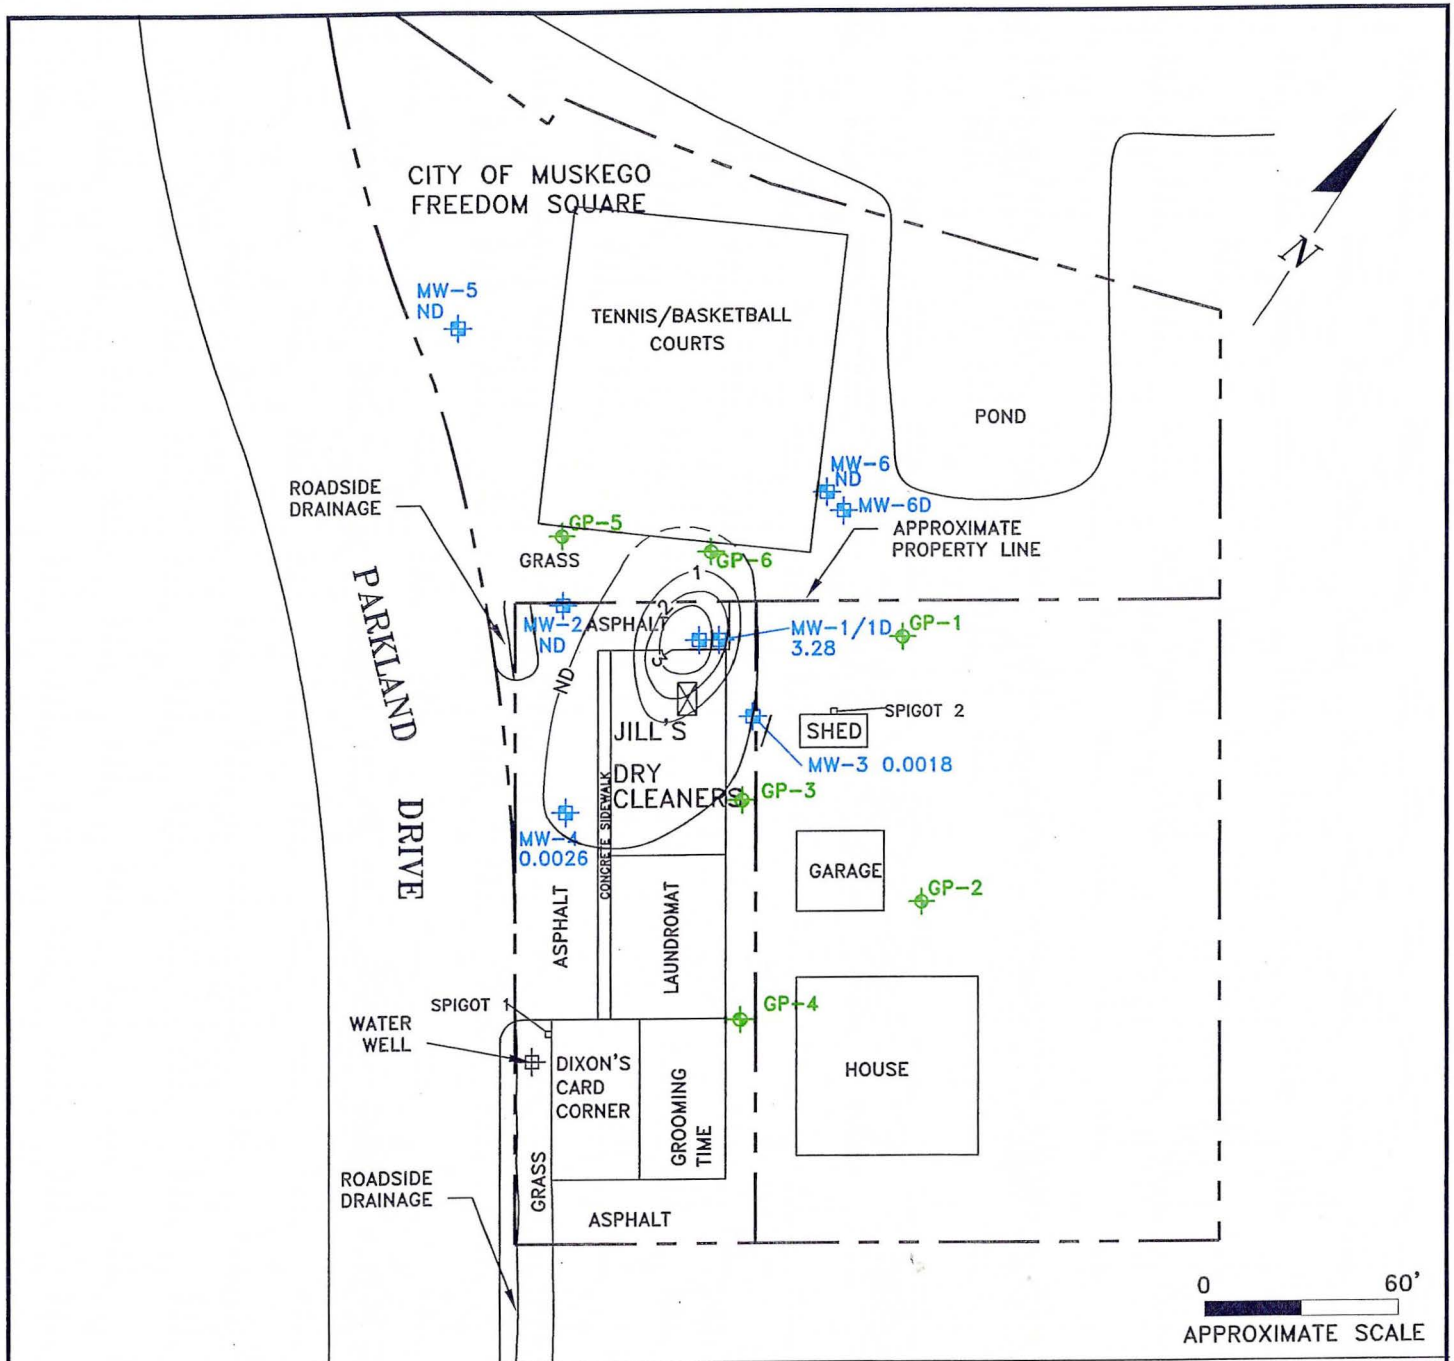 CITY OF MUSKEGO
FREEDOM SQUARE
N
MW-5
ND
TENNIS/BASKETBALL
COURTS
POND
MW-6
ND
MW-6D
ROADSIDE
DRAINAGE
APPROXIMATE
PROPERTY LINE
GP-5
GRASS
GP-6
1
2
3
MW-2
ND
ASPHALT
MW-1/1D
3.28
GP-1
ND
PARKLAND DRIVE
JILL'S
DRY
CLEANERS
SHED
SPIGOT 2
MW-3 0.0018
GP-3
MW-4
0.0026
CONCRETE SIDEWALK
GARAGE
GP-2
ASPHALT
LAUNDROMAT
SPIGOT 1
GP-4
WATER
WELL
DIXON'S
CARD
CORNER
GROOMING
TIME
HOUSE
ROADSIDE
DRAINAGE
GRASS
ASPHALT
0 60'
APPROXIMATE SCALE